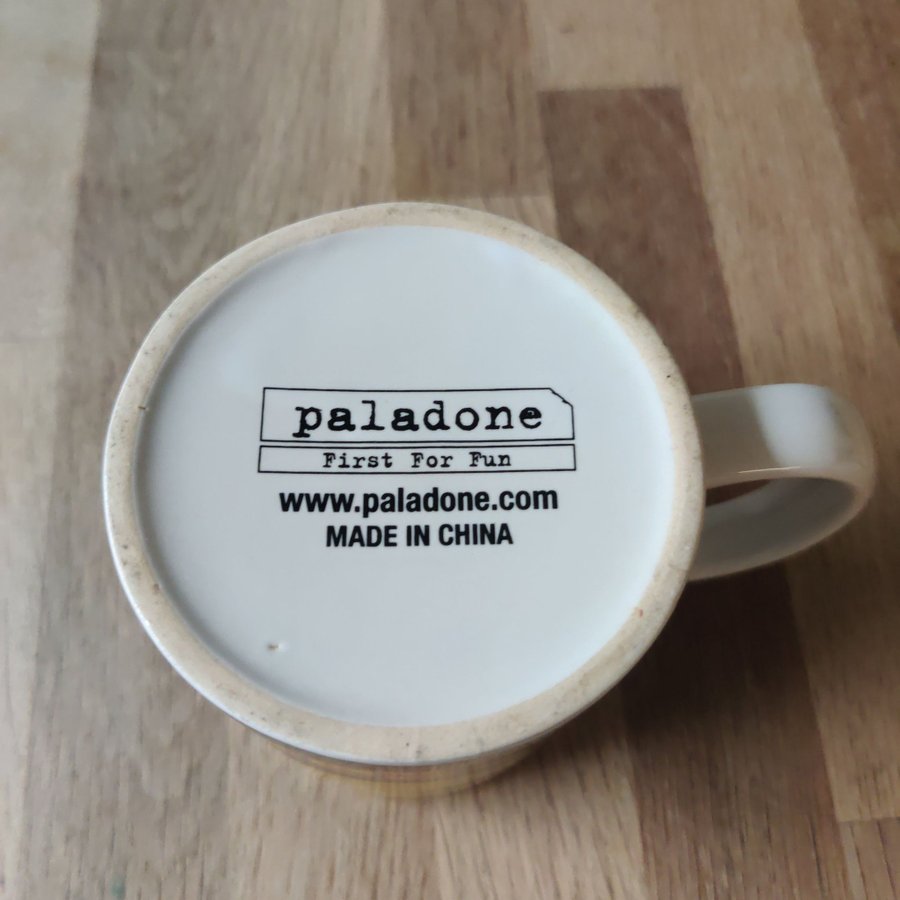 paladone
First For Fun
www.paladone.com
MADE IN CHINA